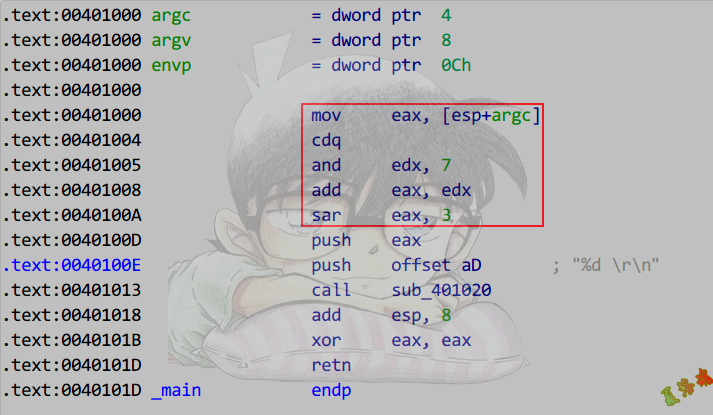 .text:00401000 argc = dword ptr 4
.text:00401000 argv = dword ptr 8
.text:00401000 envp = dword ptr 0Ch
.text:00401000
.text:00401000 mov eax, [esp+argc]
.text:00401004 cdq
.text:00401005 and edx, 7
.text:00401008 add eax, edx
.text:0040100A sar eax, 3
.text:0040100D push eax
.text:0040100E push offset aD ; "%d \r\n"
.text:00401013 call sub_401020
.text:00401018 add esp, 8
.text:0040101B xor eax, eax
.text:0040101D retn
.text:0040101D _main endp